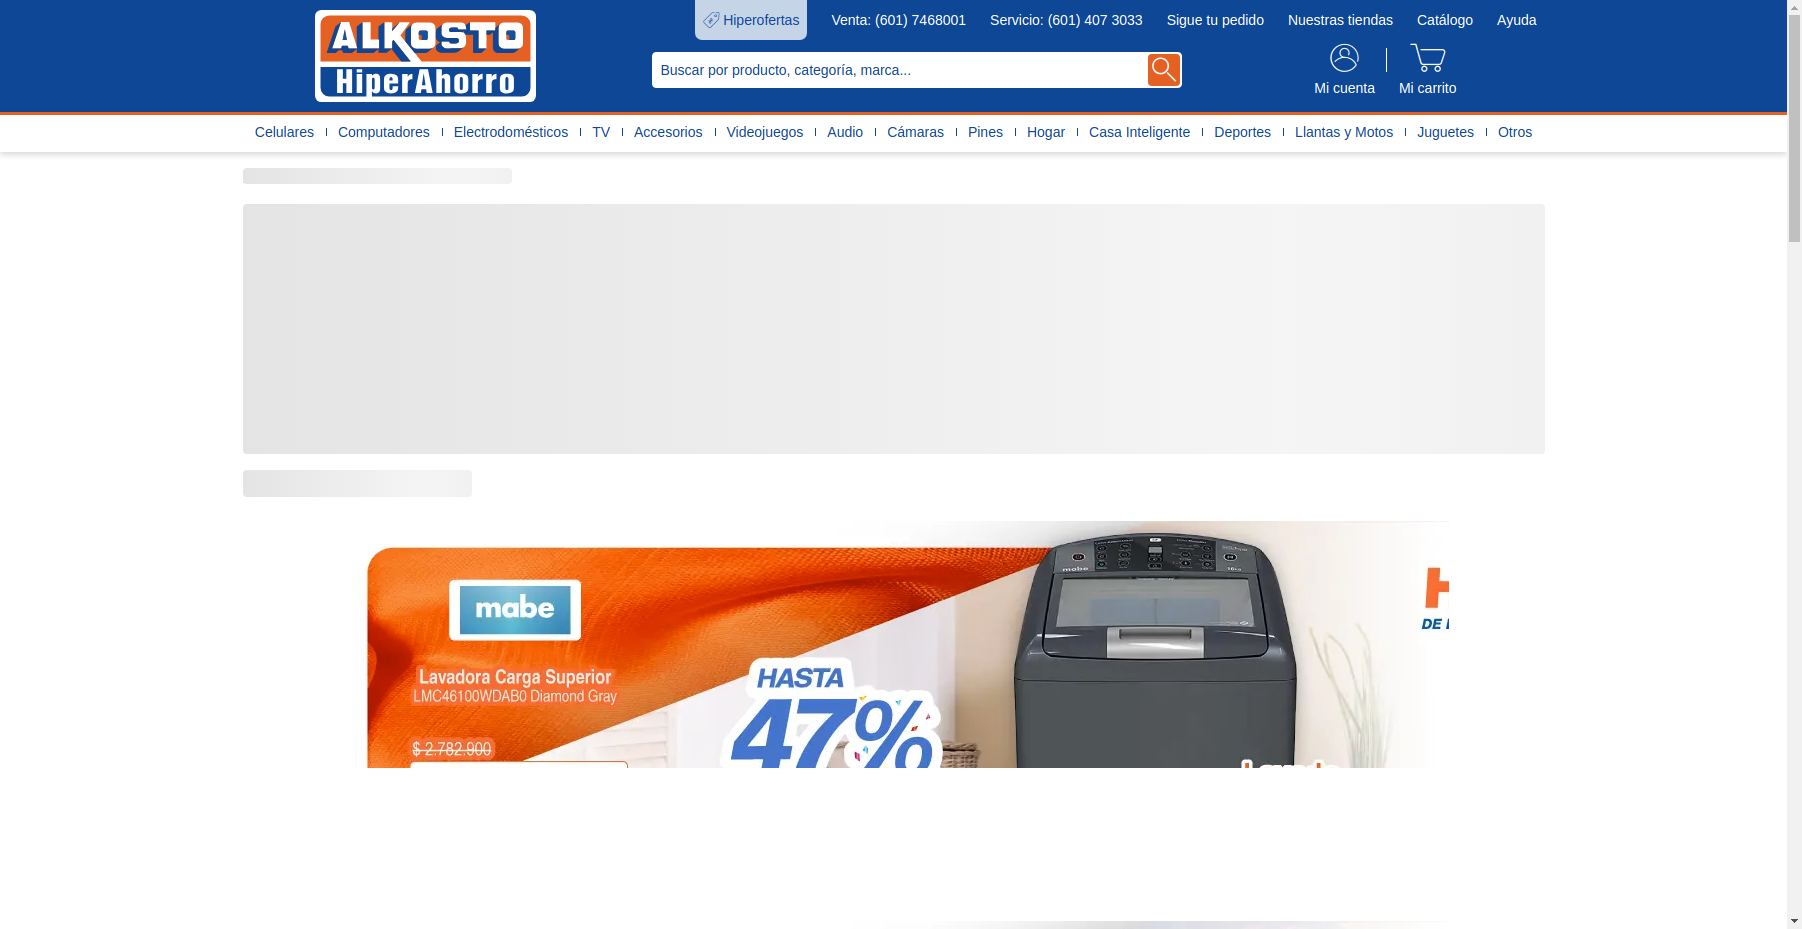 Hiperofertas
Venta: (601) 7468001
Servicio: (601) 407 3033
Sigue tu pedido
Nuestras tiendas
Catálogo
Ayuda
ALKOSTO
HiperAhorro
Buscar por producto, categoría, marca...
Mi cuenta
Mi carrito
Celulares
Computadores
Electrodomésticos
TV
Accesorios
Videojuegos
Audio
Cámaras
Pines
Hogar
Casa Inteligente
Deportes
Llantas y Motos
Juguetes
Otros
mabe
Lavadora Carga Superior
LMC46100WDAB0 Diamond Gray
$ 2.782.900
HASTA
47%
mabe
DE